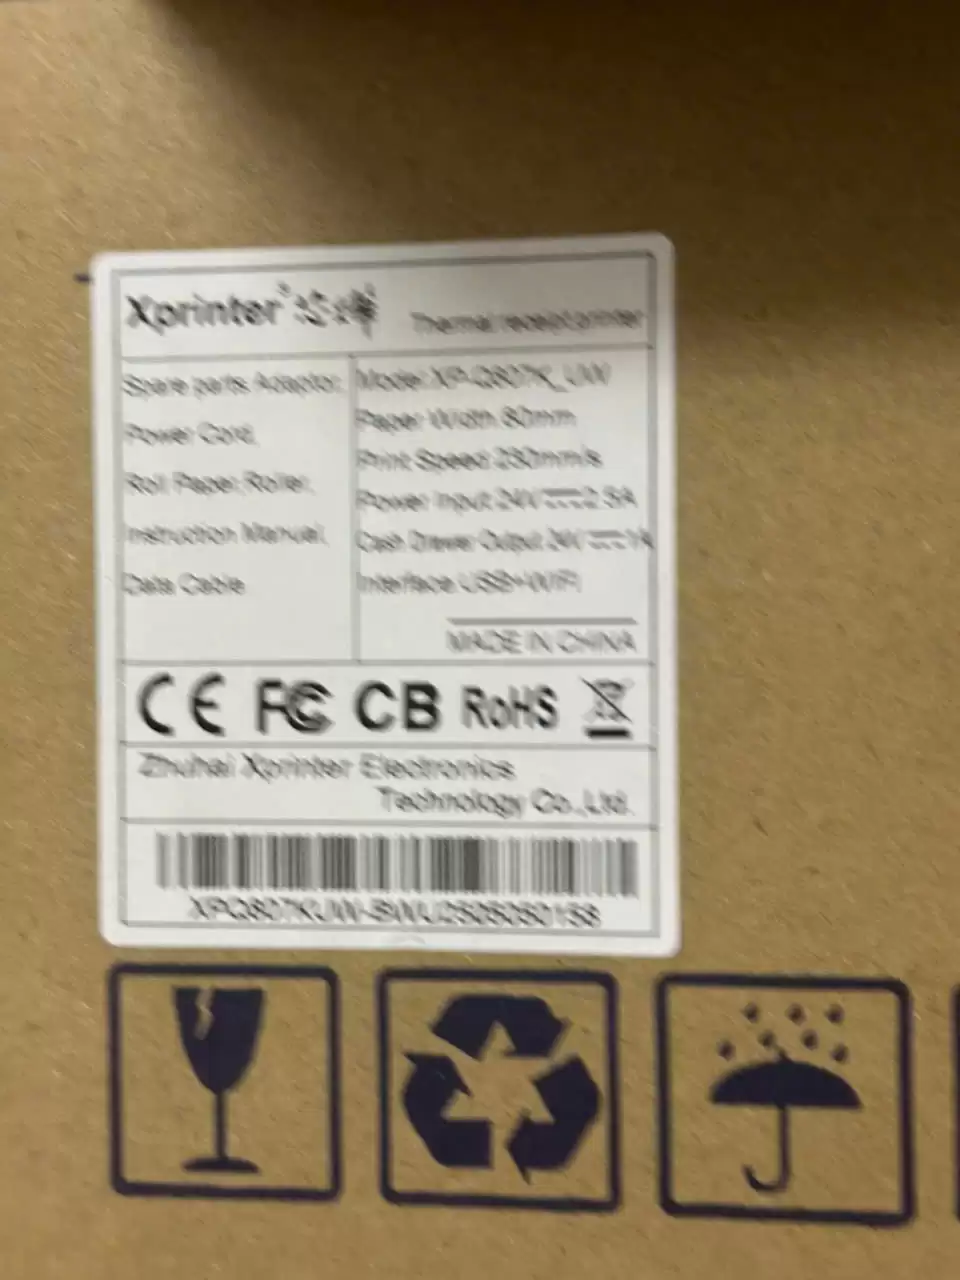 Xprinter
Thermal receipt printer
Spare parts: Adaptor,
Power Cord,
Roll Paper, Roller,
Instruction Manual,
Data Cable
Model: XP-Q807K_UW
Paper Width: 80mm
Print Speed: 230mm/s
Power Input: 24V 2.5A
Cash Drawer Output: 24V 1A
Interface: USB+WIFI
MADE IN CHINA
CE FC CB RoHS
Zhuhai Xprinter Electronics
Technology Co.,Ltd.